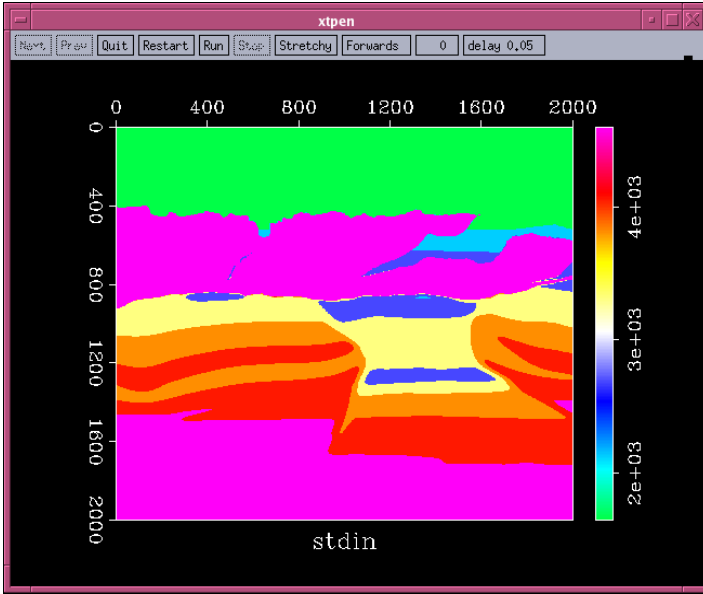 xtpen
Next Prev Quit Restart Run Stop Stretchy Forwards 0 delay 0.05
0 400 800 1200 1600 2000
0
400
800
1200
1600
2000
4e+03
3e+03
2e+03
stdin